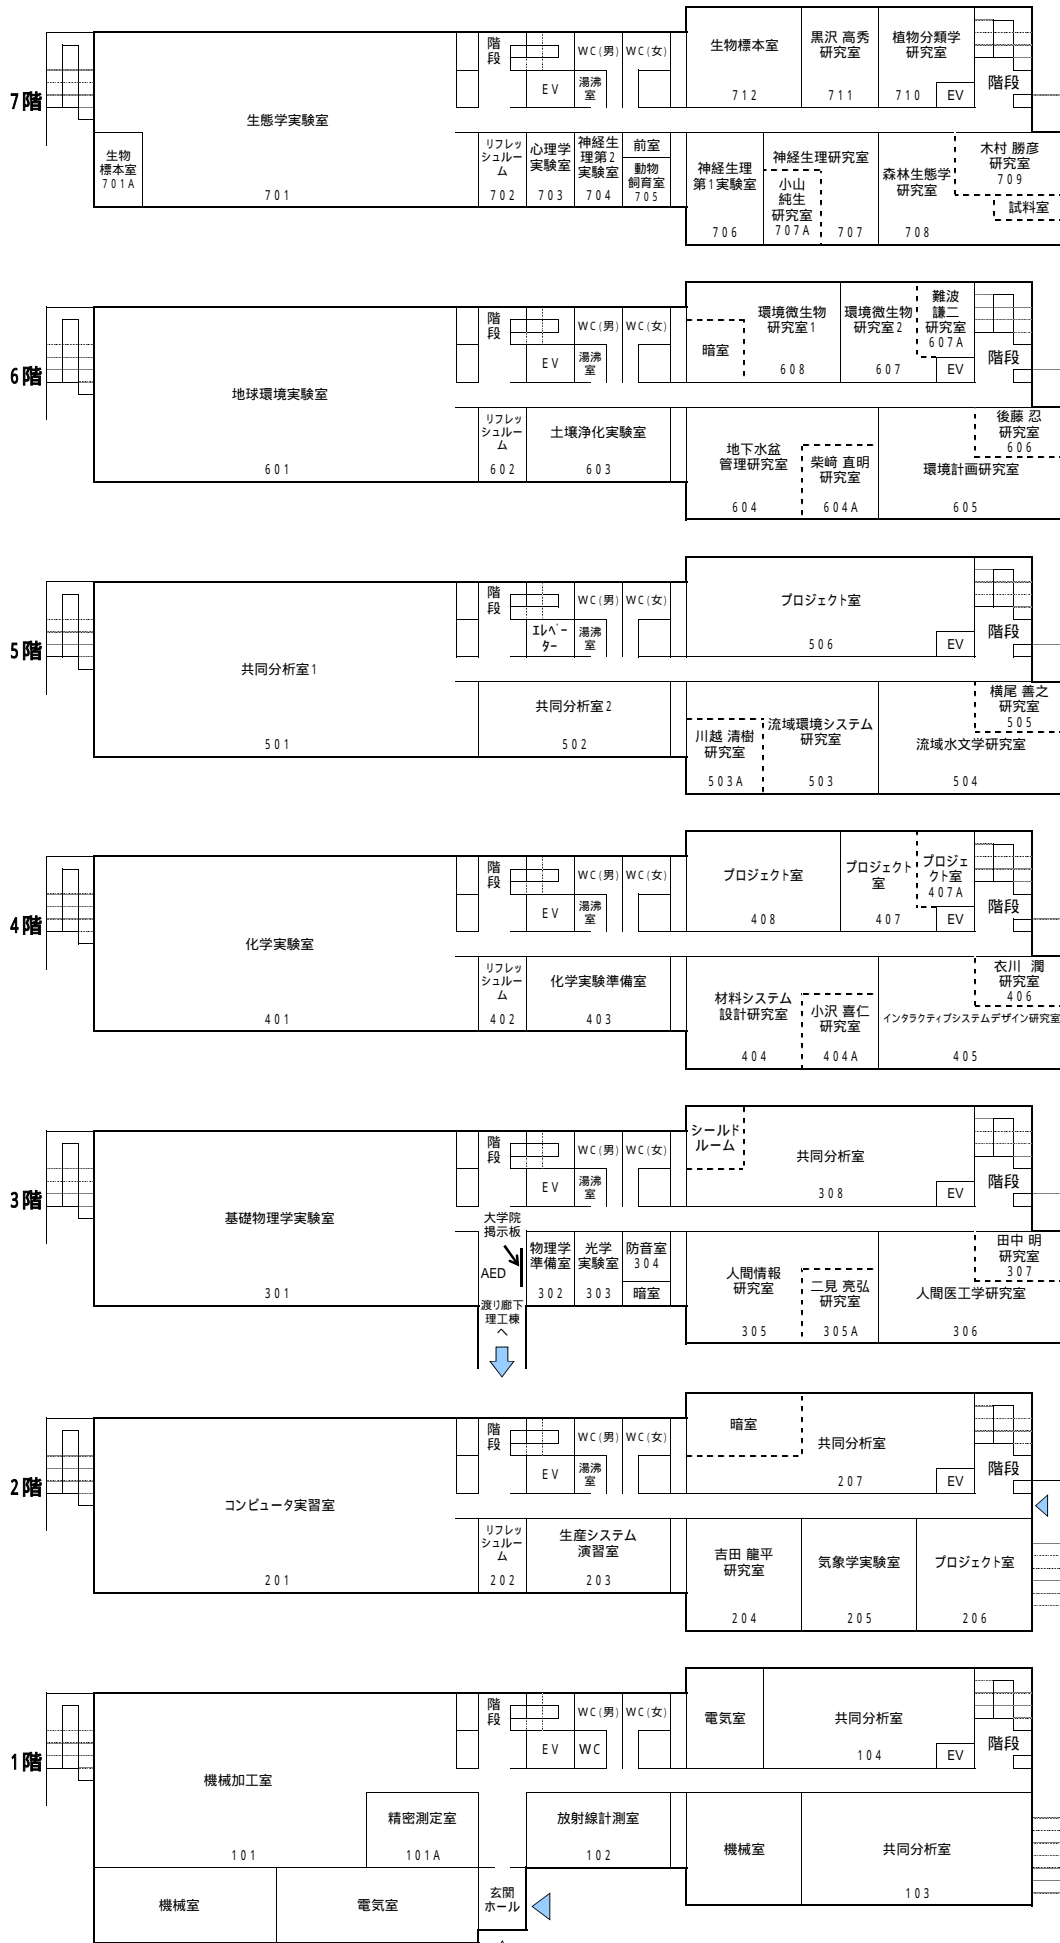 7階
生態学実験室
701
生物
標本室
701A
階
段
EV
WC(男)
WC(女)
湯沸
室
リフレッ
シュルー
ム
702
心理学
実験室
703
神経生
理第2
実験室
704
前室
動物
飼育室
705
生物標本室
712
黒沢 高秀
研究室
711
植物分類学
研究室
710
EV
階段
神経生理
第1実験室
706
神経生理研究室
小山
純生
研究室
707A
707
森林生態学
研究室
708
木村 勝彦
研究室
709
試料室
6階
地球環境実験室
601
階
段
EV
WC(男)
WC(女)
湯沸
室
リフレッ
シュルー
ム
602
土壌浄化実験室
603
暗室
環境微生物
研究室1
608
環境微生物
研究室2
607
難波
謙二
研究室
607A
EV
階段
地下水盆
管理研究室
604
柴﨑 直明
研究室
604A
環境計画研究室
605
後藤 忍
研究室
606
5階
共同分析室1
501
階
段
エレベー
ター
WC(男)
WC(女)
湯沸
室
共同分析室2
502
プロジェクト室
506
EV
階段
川越 清樹
研究室
503A
流域環境システム
研究室
503
流域水文学研究室
504
横尾 善之
研究室
505
4階
化学実験室
401
階
段
EV
WC(男)
WC(女)
湯沸
室
リフレッ
シュルー
ム
402
化学実験準備室
403
プロジェクト室
408
プロジェクト
室
407
プロジェ
クト室
407A
EV
階段
材料システム
設計研究室
404
小沢 喜仁
研究室
404A
インタラクティブシステムデザイン研究室
405
衣川 潤
研究室
406
3階
基礎物理学実験室
301
階
段
EV
WC(男)
WC(女)
湯沸
室
大学院
掲示板
AED
渡り廊下
理工棟
へ
物理学
準備室
302
光学
実験室
303
防音室
304
暗室
シールド
ルーム
共同分析室
308
EV
階段
人間情報
研究室
305
二見 亮弘
研究室
305A
人間医工学研究室
306
田中 明
研究室
307
2階
コンピュータ実習室
201
階
段
EV
WC(男)
WC(女)
湯沸
室
リフレッ
シュルー
ム
202
生産システム
演習室
203
暗室
共同分析室
207
EV
階段
吉田 龍平
研究室
204
気象学実験室
205
プロジェクト室
206
1階
機械加工室
101
精密測定室
101A
機械室
電気室
階
段
EV
WC(男)
WC(女)
WC
玄関
ホール
放射線計測室
102
電気室
共同分析室
104
EV
階段
機械室
共同分析室
103